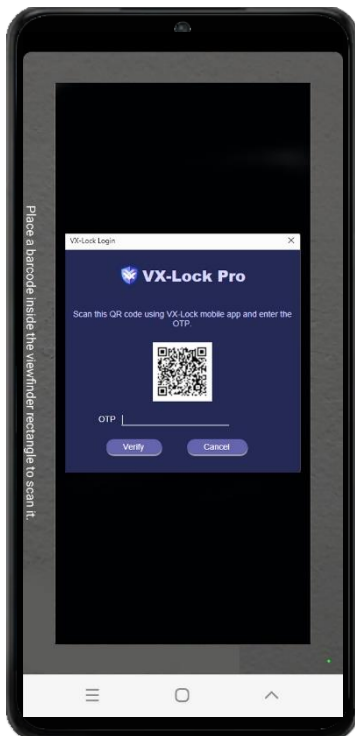 Place a barcode inside the viewfinder rectangle to scan it.
VX-Lock Login
VX-Lock Pro
Scan this QR code using VX-Lock mobile app and enter the
OTP.
OTP
Verify
Cancel